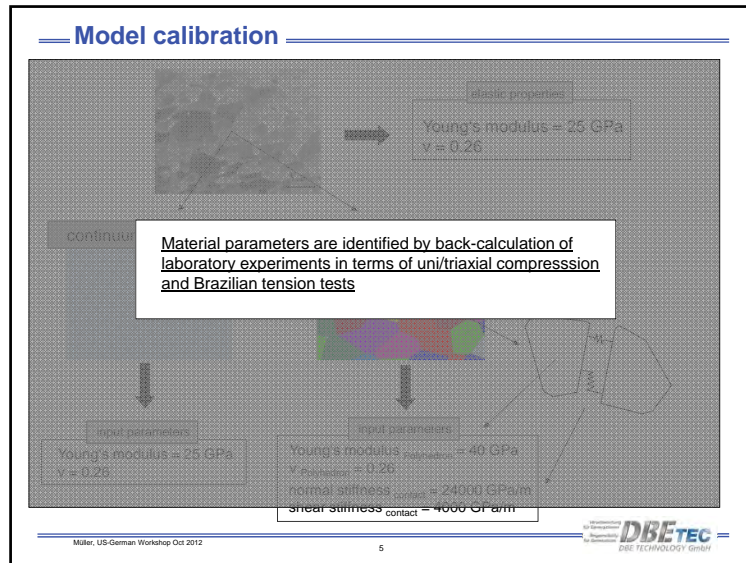 Model calibration
elastic properties
Young's modulus = 25 GPa
ν = 0.26
Material parameters are identified by back-calculation of
laboratory experiments in terms of uni/triaxial compresssion
and Brazilian tension tests
input parameters
Young's modulus = 25 GPa
ν = 0.26
input parameters
Young's modulus Polyhedron = 40 GPa
ν Polyhedron = 0.26
normal stiffness contact = 24000 GPa/m
shear stiffness contact = 4000 GPa/m
Müller, US-German Workshop Oct 2012
5
DBE TEC
DBE TECHNOLOGY GmbH